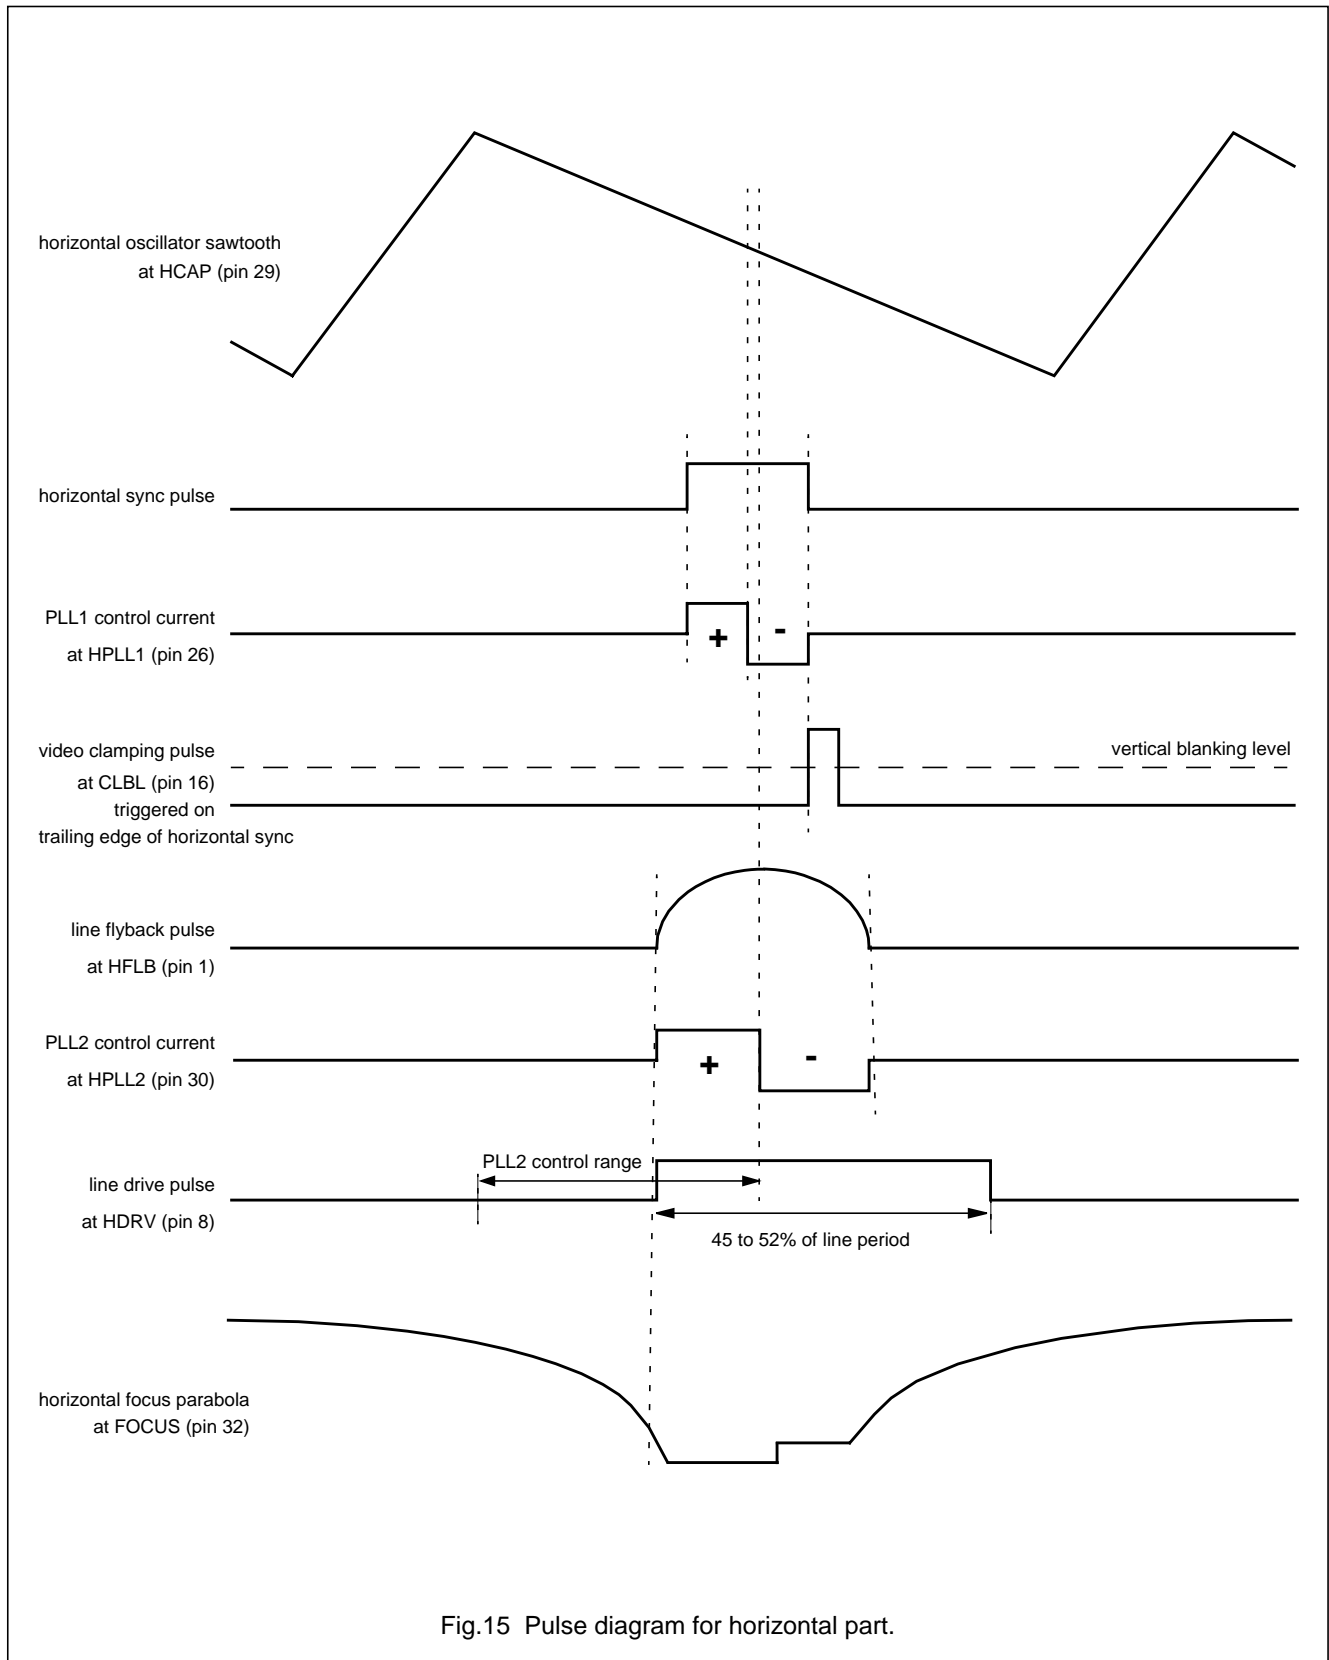 horizontal oscillator sawtooth
at HCAP (pin 29)
horizontal sync pulse
PLL1 control current
at HPLL1 (pin 26)
+
-
video clamping pulse
at CLBL (pin 16)
triggered on
trailing edge of horizontal sync
vertical blanking level
line flyback pulse
at HFLB (pin 1)
PLL2 control current
at HPLL2 (pin 30)
+
-
PLL2 control range
line drive pulse
at HDRV (pin 8)
45 to 52% of line period
horizontal focus parabola
at FOCUS (pin 32)
Fig.15 Pulse diagram for horizontal part.